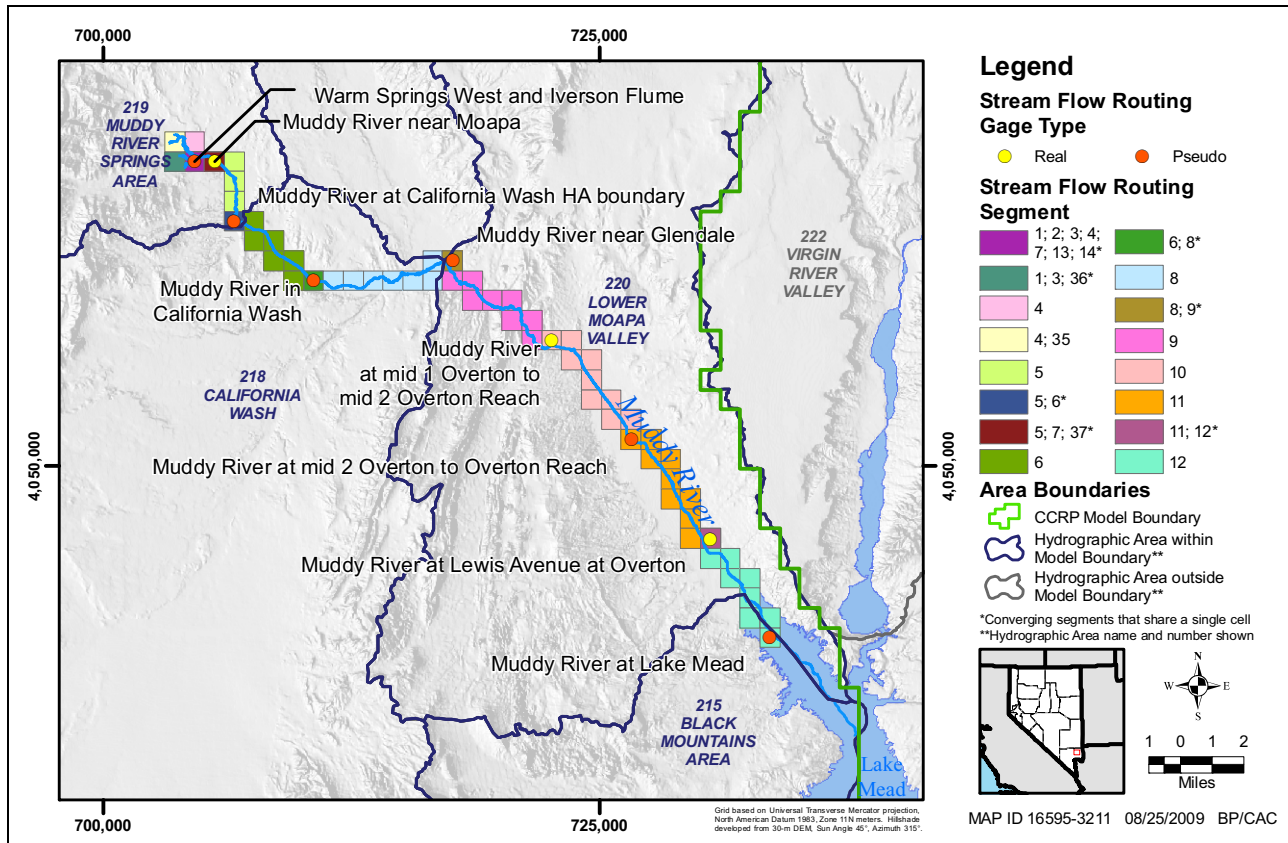 700,000
725,000
219
MUDDY
RIVER
SPRINGS
AREA
Warm Springs West and Iverson Flume
Muddy River near Moapa
Muddy River at California Wash HA boundary
Muddy River near Glendale
222
VIRGIN
RIVER
VALLEY
Muddy River in
California Wash
220
LOWER
MOAPA
VALLEY
Muddy River
at mid 1 Overton to
mid 2 Overton Reach
218
CALIFORNIA
WASH
Muddy River
4,050,000
4,050,000
Muddy River at mid 2 Overton to Overton Reach
Muddy River at Lewis Avenue at Overton
Muddy River at Lake Mead
215
BLACK
MOUNTAINS
AREA
Lake
Mead
Grid based on Universal Transverse Mercator projection,
North American Datum 1983, Zone 11N meters. Hillshade
developed from 30-m DEM, Sun Angle 45°, Azimuth 315°.
700,000
725,000
Legend
Stream Flow Routing
Gage Type
Real
Pseudo
Stream Flow Routing
Segment
1; 2; 3; 4;
7; 13; 14*
1; 3; 36*
4
4; 35
5
5; 6*
5; 7; 37*
6
6; 8*
8
8; 9*
9
10
11
11; 12*
12
Area Boundaries
CCRP Model Boundary
Hydrographic Area within
Model Boundary**
Hydrographic Area outside
Model Boundary**
*Converging segments that share a single cell
**Hydrographic Area name and number shown
N
W
E
S
1 0 1 2
Miles
MAP ID 16595-3211 08/25/2009 BP/CAC